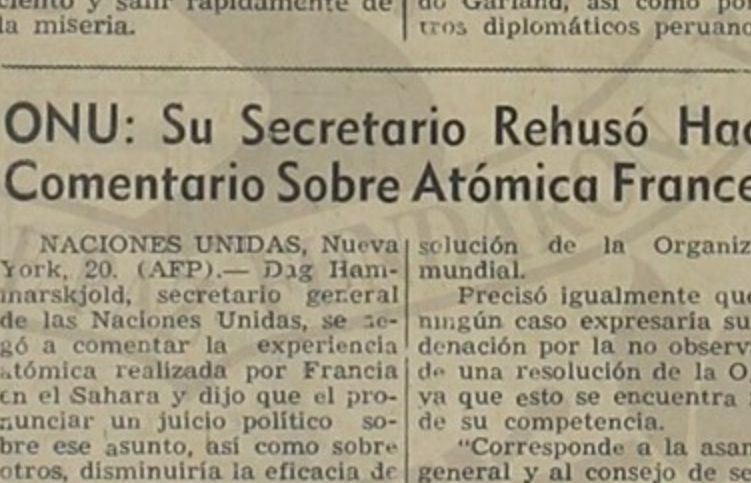 ciento y salir rapidamente de
la miseria.
do Garland, así como
tros diplomáticos peruano
ONU: Su Secretario Rehusó Hac
Comentario Sobre Atómica France
NACIONES UNIDAS, Nueva
York, 20. (AFP).— Dag Ham-
marskjold, secretario general
de las Naciones Unidas, se ne-
gó a comentar la experiencia
atómica realizada por Francia
en el Sahara y dijo que el pro-
nunciar un juicio político so-
bre ese asunto, así como sobre
otros, disminuiría la eficacia de
solución de la Organiz
mundial.
Precisó igualmente qu
ningún caso expresaría su
denación por la no observ
de una resolución de la O
ya que esto se encuentra
de su competencia.
“Corresponde a la asam
general y al consejo de se